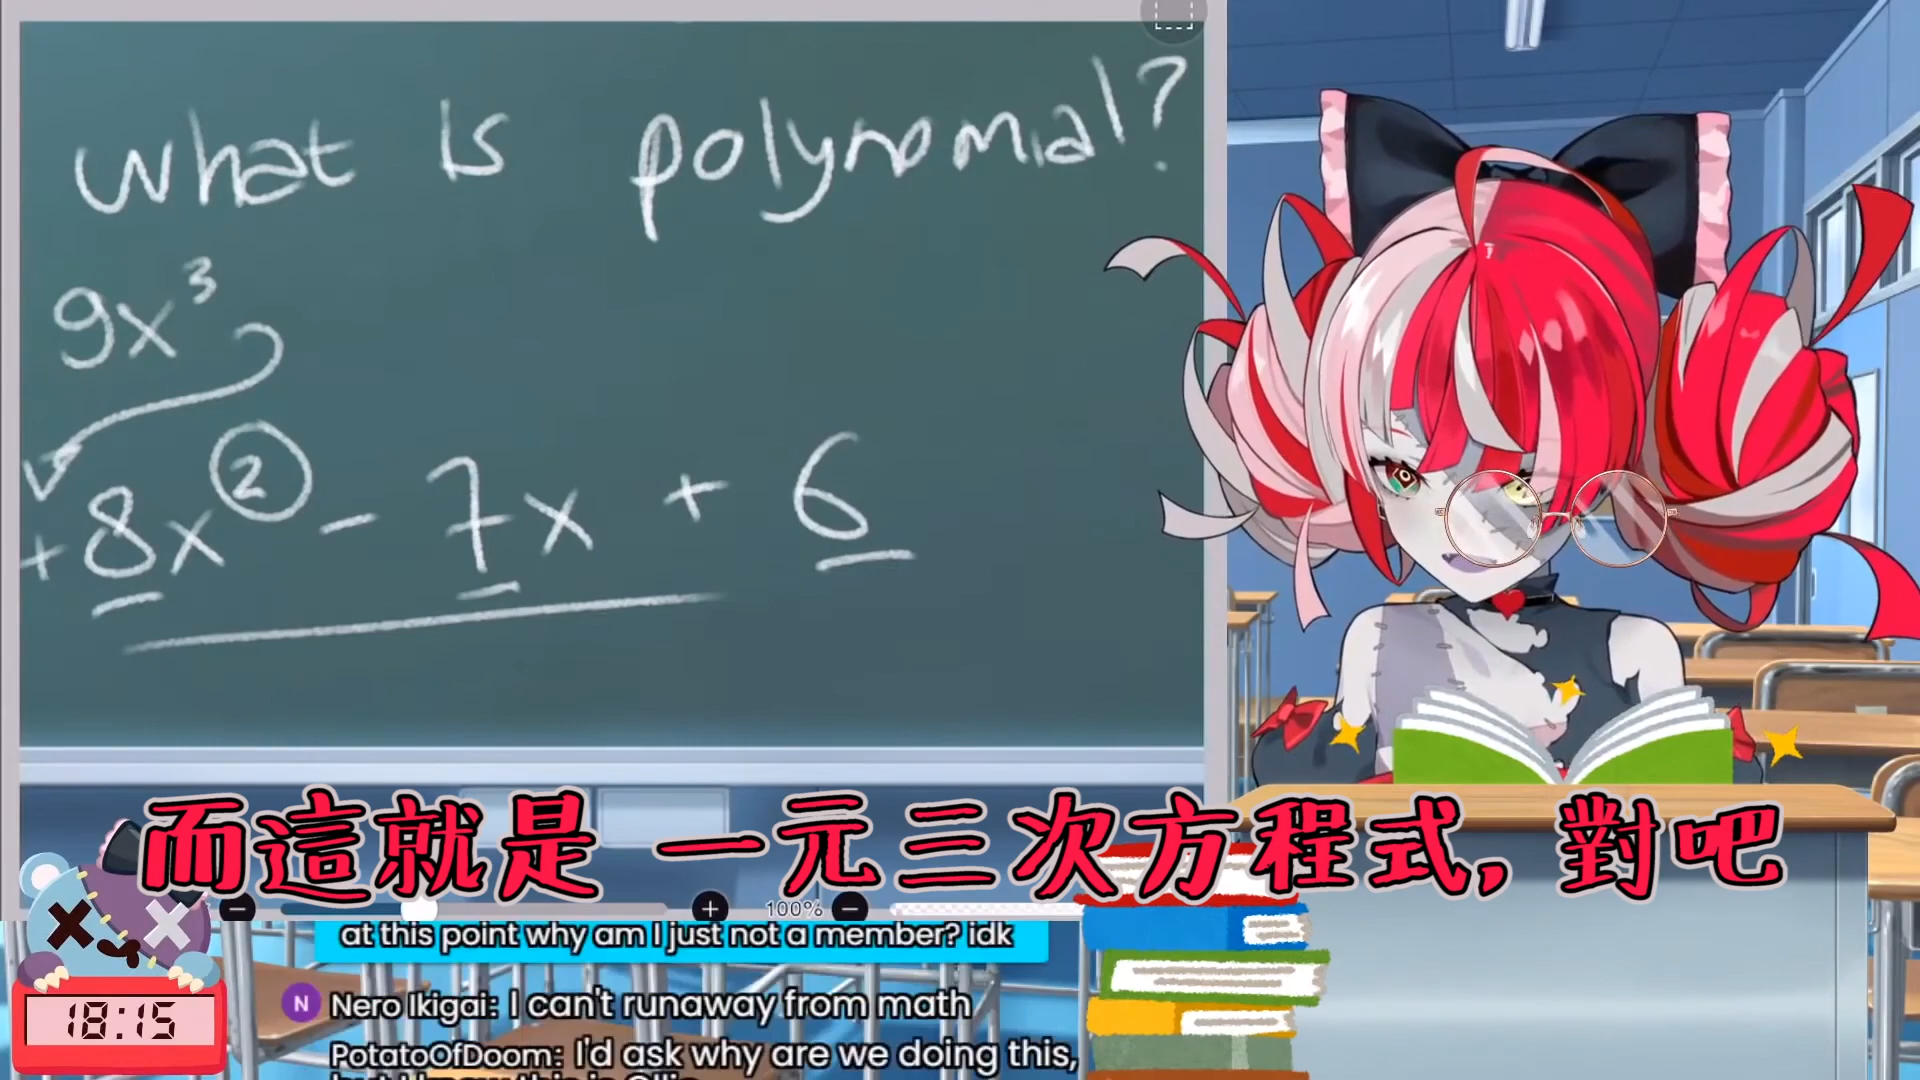 what is polynomial?
9x³
+8x² - 7x + 6
而這就是 一元三次方程式, 對吧
100%
at this point why am I just not a member? idk
N Nero Ikigai: I can't runaway from math
PotatoOfDoom: I'd ask why are we doing this,
18:15